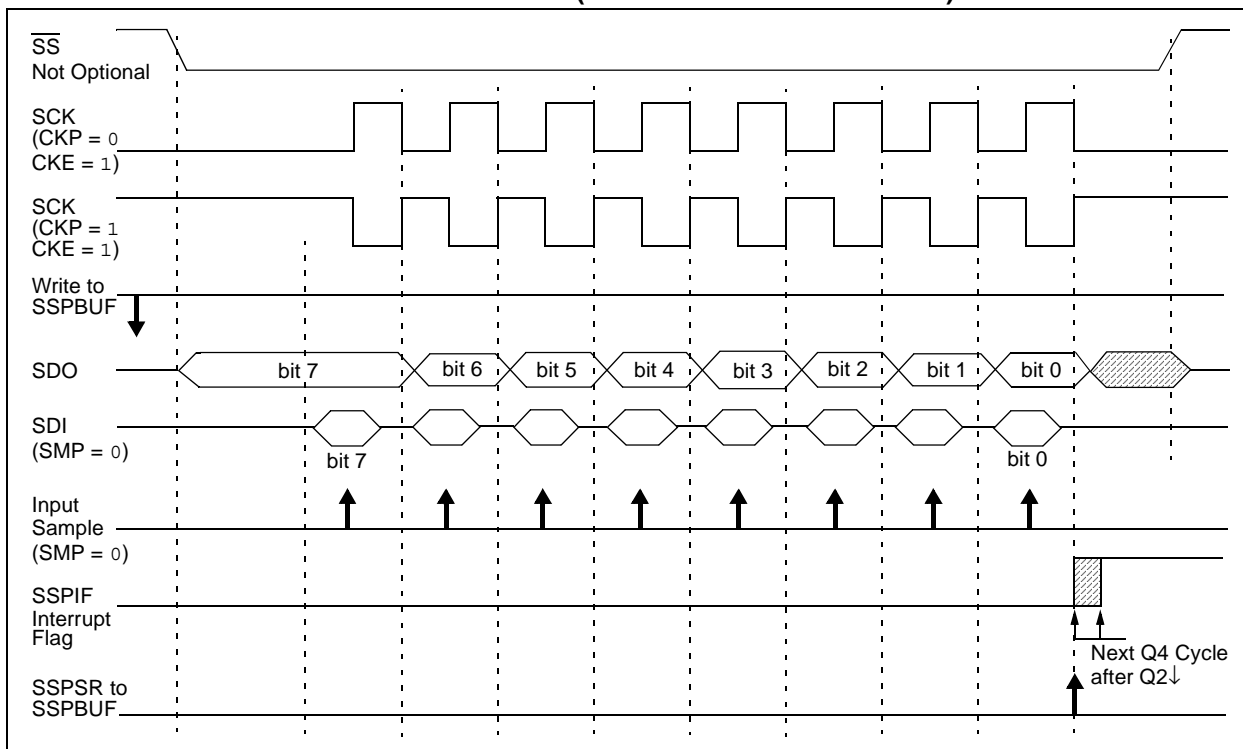 SS
Not Optional
SCK
(CKP = 0
CKE = 1)
SCK
(CKP = 1
CKE = 1)
Write to
SSPBUF
SDO
bit 7 bit 6 bit 5 bit 4 bit 3 bit 2 bit 1 bit 0
SDI
(SMP = 0)
bit 7 bit 0
Input
Sample
(SMP = 0)
SSPIF
Interrupt
Flag
Next Q4 Cycle
after Q2↓
SSPSR to
SSPBUF